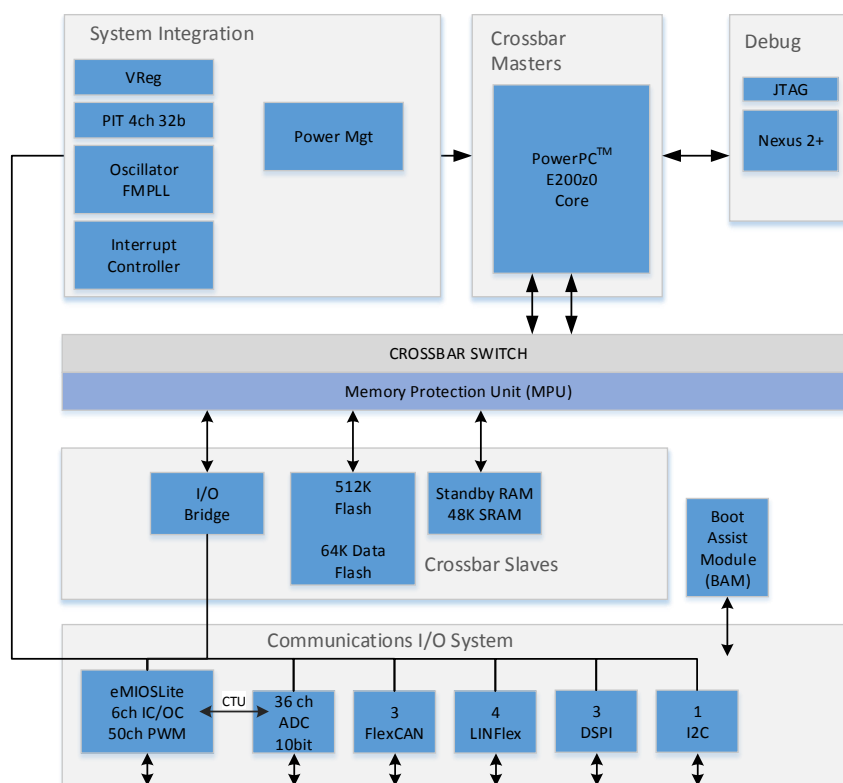 System Integration
VReg
PIT 4ch 32b
Oscillator
FMPLL
Interrupt
Controller
Power Mgt
Crossbar
Masters
PowerPC™
E200z0
Core
Debug
JTAG
Nexus 2+
CROSSBAR SWITCH
Memory Protection Unit (MPU)
I/O
Bridge
512K
Flash
64K Data
Flash
Standby RAM
48K SRAM
Crossbar Slaves
Boot
Assist
Module
(BAM)
Communications I/O System
eMIOSLite
6ch IC/OC
50ch PWM
CTU
36 ch
ADC
10bit
3
FlexCAN
4
LINFlex
3
DSPI
1
I2C